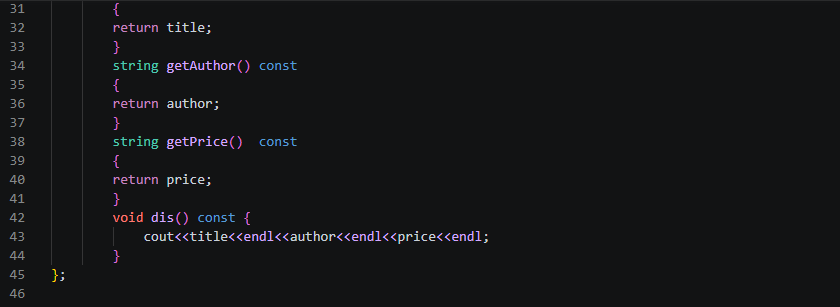 31 {
32 return title;
33 }
34 string getAuthor() const
35 {
36 return author;
37 }
38 string getPrice()  const
39 {
40 return price;
41 }
42 void dis() const {
43     cout<<title<<endl<<author<<endl<<price<<endl;
44 }
45 };
46